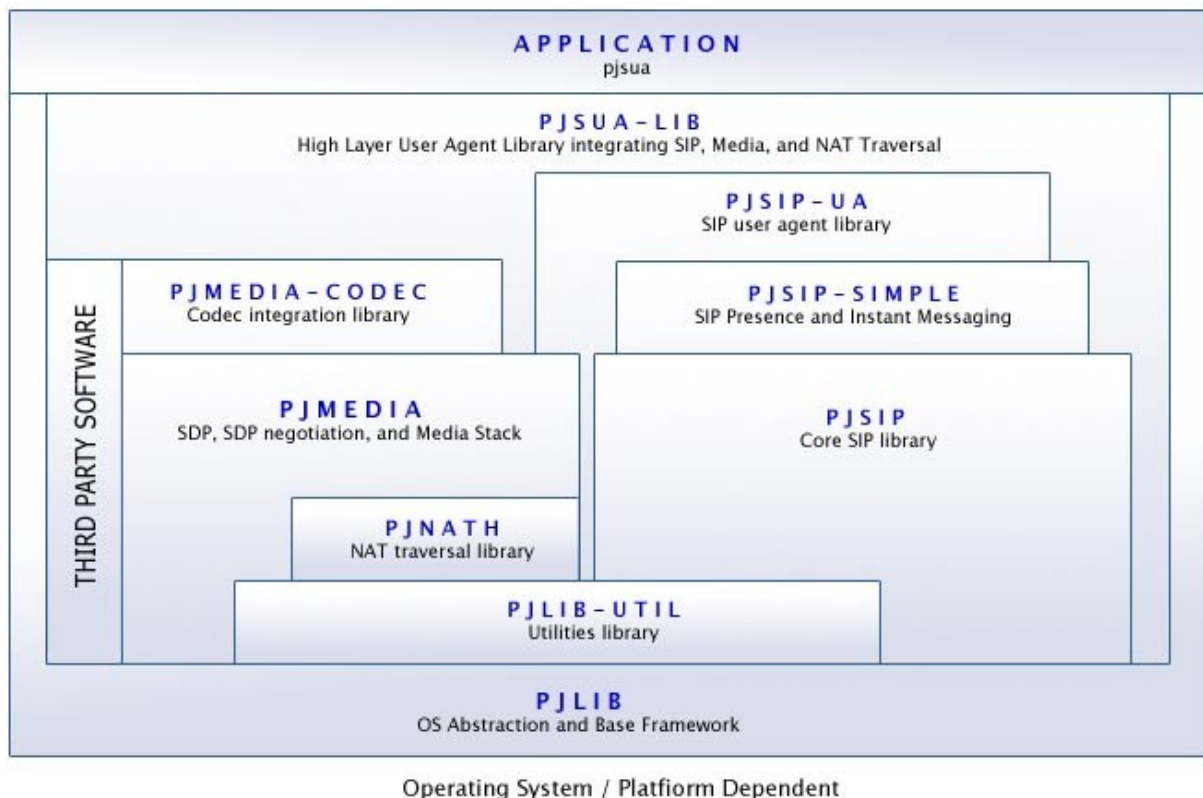 APPLICATION
pjsua
PJSUA-LIB
High Layer User Agent Library integrating SIP, Media, and NAT Traversal
PJSIP-UA
SIP user agent library
PJMEDIA-CODEC
Codec integration library
PJSIP-SIMPLE
SIP Presence and Instant Messaging
THIRD PARTY SOFTWARE
PJMEDIA
SDP, SDP negotiation, and Media Stack
PJSIP
Core SIP library
PJNATH
NAT traversal library
PJLIB-UTIL
Utilities library
PJLIB
OS Abstraction and Base Framework
Operating System / Platfiorm Dependent